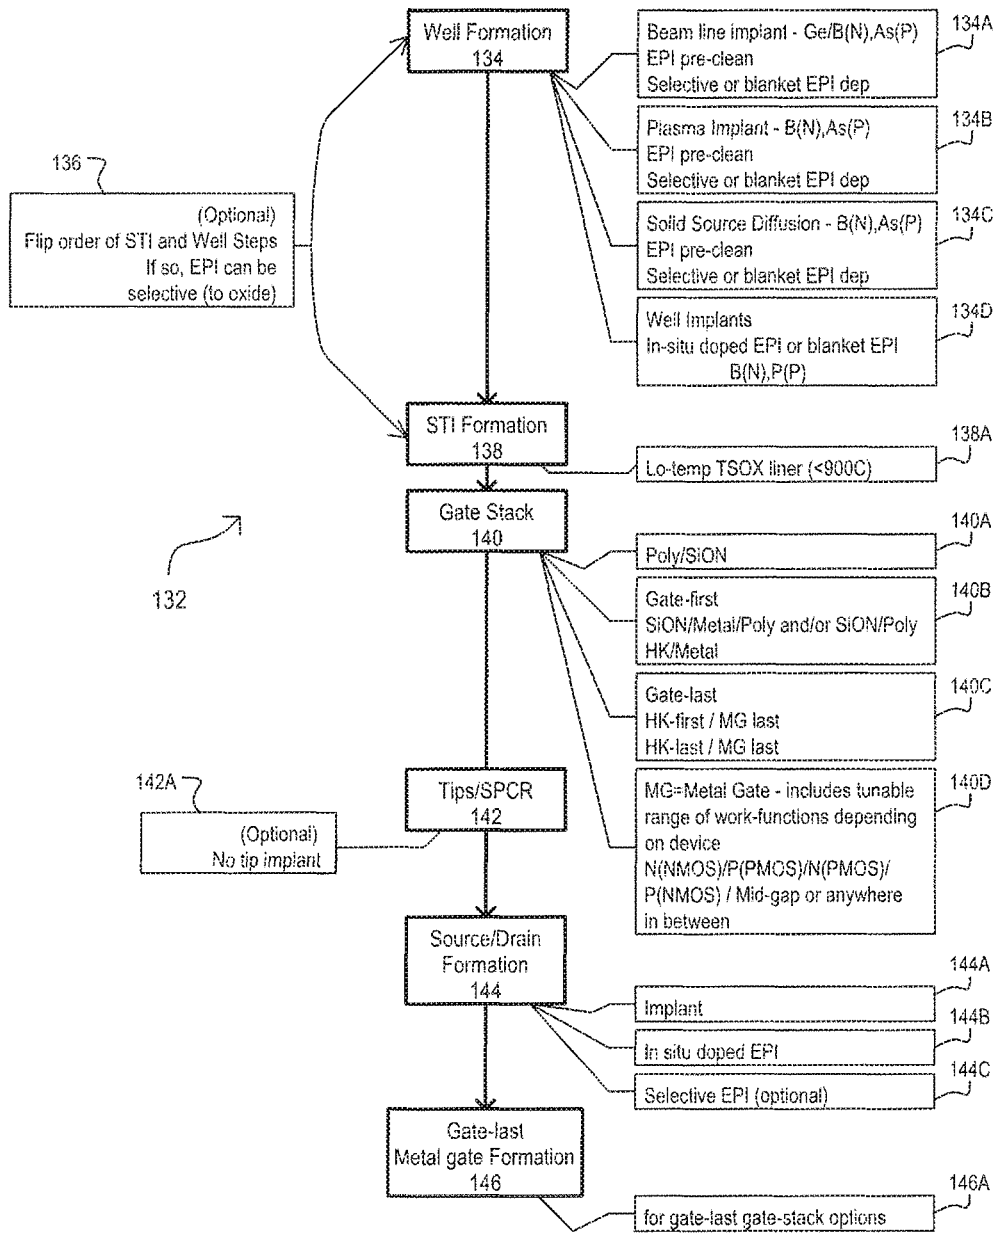 Well Formation
134
Beam line implant - Ge/B(N),As(P)
EPI pre-clean
Selective or blanket EPI dep
134A
Plasma Implant - B(N),As(P)
EPI pre-clean
Selective or blanket EPI dep
134B
136
(Optional)
Flip order of STI and Well Steps
If so, EPI can be
selective (to oxide)
Solid Source Diffusion - B(N),As(P)
EPI pre-clean
Selective or blanket EPI dep
134C
Well Implants
In-situ doped EPI or blanket EPI
B(N),P(P)
134D
STI Formation
138
138A
Lo-temp TSOX liner (<900C)
Gate Stack
140
140A
Poly/SiON
132
Gate-first
SiON/Metal/Poly and/or SiON/Poly
HK/Metal
140B
Gate-last
HK-first / MG last
HK-last / MG last
140C
142A
(Optional)
No tip implant
Tips/SPCR
142
MG=Metal Gate - includes tunable
range of work-functions depending
on device
N(NMOS)/P(PMOS)/N(PMOS)/
P(NMOS) / Mid-gap or anywhere
in between
140D
Source/Drain
Formation
144
144A
Implant
144B
In situ doped EPI
144C
Selective EPI (optional)
Gate-last
Metal gate Formation
146
146A
for gate-last gate-stack options